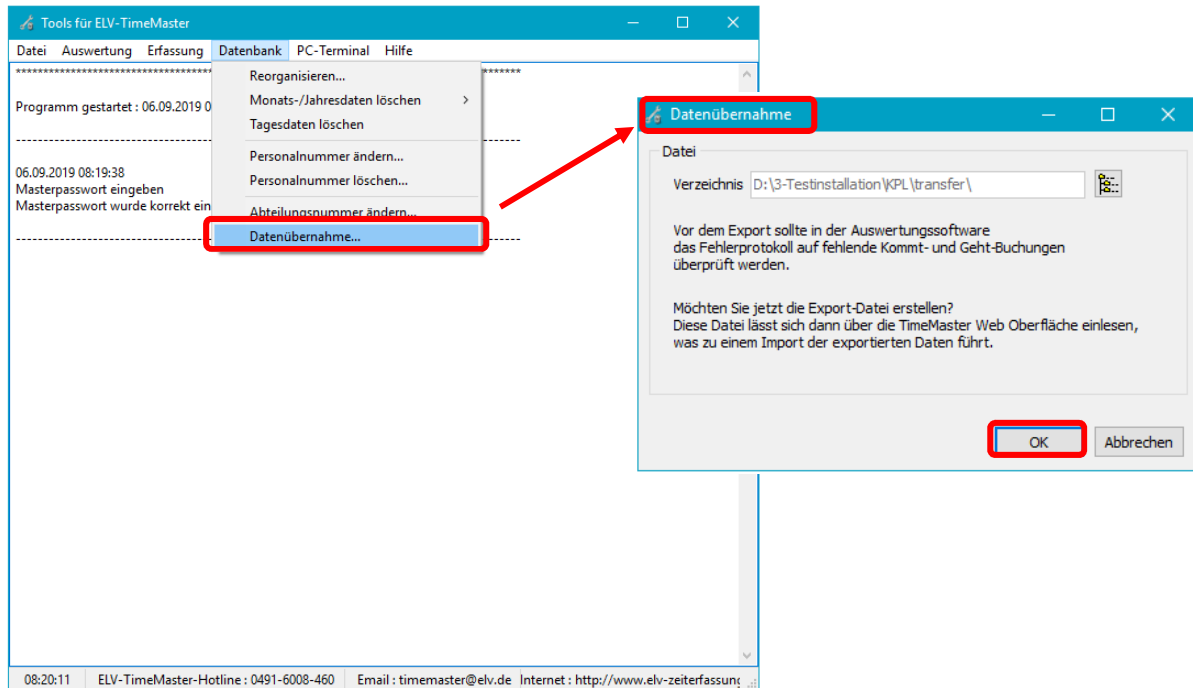 Tools für ELV-TimeMaster
Datei Auswertung Erfassung Datenbank PC-Terminal Hilfe
****************************************************************************************
Programm gestartet : 06.09.2019 0
06.09.2019 08:19:38
Masterpasswort eingeben
Masterpasswort wurde korrekt ein
Reorganisieren...
Monats-/Jahresdaten löschen
Tagesdaten löschen
Personalnummer ändern...
Personalnummer löschen...
Abteilungsnummer ändern...
Datenübernahme...
Datenübernahme
Datei
Verzeichnis D:\3-Testinstallation\KPL\transfer\
Vor dem Export sollte in der Auswertungssoftware
das Fehlerprotokoll auf fehlende Kommt- und Geht-Buchungen
überprüft werden.
Möchten Sie jetzt die Export-Datei erstellen?
Diese Datei lässt sich dann über die TimeMaster Web Oberfläche einlesen,
was zu einem Import der exportierten Daten führt.
OK Abbrechen
08:20:11 ELV-TimeMaster-Hotline : 0491-6008-460 Email : timemaster@elv.de Internet : http://www.elv-zeiterfassung